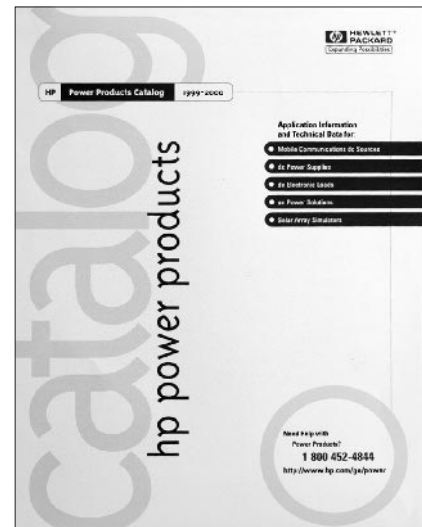 hp
HEWLETT®
PACKARD
Expanding Possibilities
HP Power Products Catalog 1999-2000
Application Information
and Technical Data for:
Mobile Communications dc Sources
dc Power Supplies
dc Electronic Loads
ac Power Solutions
Solar Array Simulators
catalog
hp power products
Need Help with
Power Products?
1 800 452-4844
http://www.hp.com/go/power